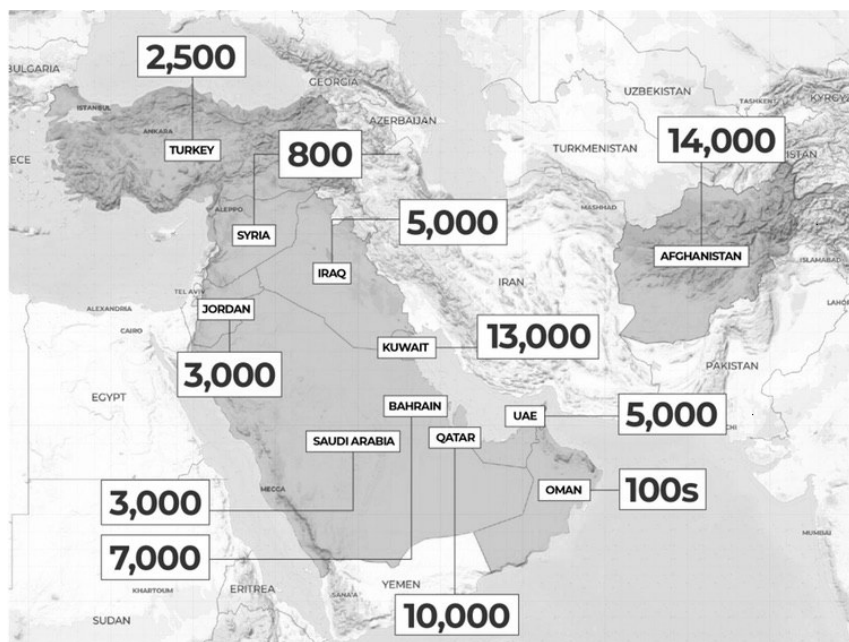 2,500
BULGARIA
GEORGIA
ISTANBUL
UZBEKISTAN
TASHKENT
AZERBAIJAN
ANKARA
14,000
TURKEY
800
TURKMENISTAN
ALEPPO
5,000
MASHHAD
SYRIA
AFGHANISTAN
ISLAMABAD
IRAQ
IRAN
TEL AVIV
ALEXANDRIA
JORDAN
CAIRO
KUWAIT
13,000
3,000
PAKISTAN
EGYPT
BAHRAIN
UAE
5,000
SAUDI ARABIA
QATAR
MECCA
OMAN
100s
3,000
MUMBAI
7,000
YEMEN
KHARTOUM
ERITREA
SANA'A
10,000
SUDAN